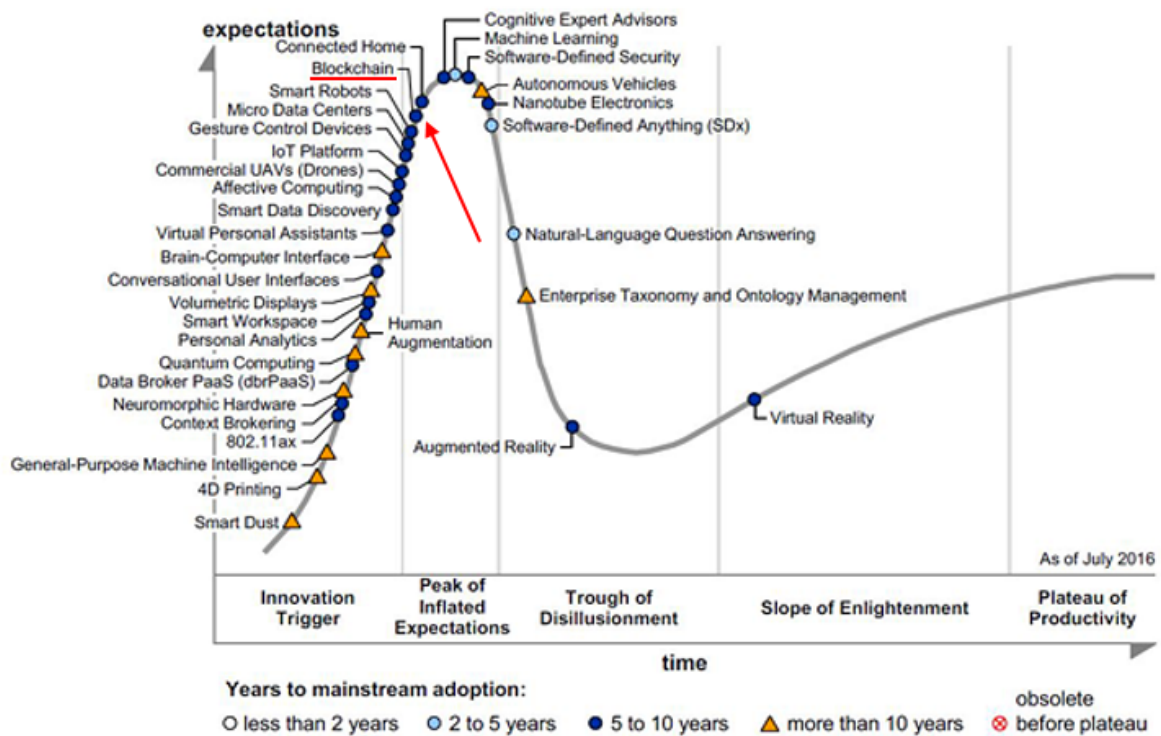 expectations
Cognitive Expert Advisors
Machine Learning
Software-Defined Security
Connected Home
Blockchain
Autonomous Vehicles
Smart Robots
Nanotube Electronics
Micro Data Centers
Software-Defined Anything (SDx)
Gesture Control Devices
IoT Platform
Commercial UAVs (Drones)
Affective Computing
Smart Data Discovery
Virtual Personal Assistants
Natural-Language Question Answering
Brain-Computer Interface
Conversational User Interfaces
Enterprise Taxonomy and Ontology Management
Volumetric Displays
Smart Workspace
Human
Augmentation
Personal Analytics
Quantum Computing
Data Broker PaaS (dbrPaaS)
Neuromorphic Hardware
Context Brokering
Virtual Reality
802.11ax
Augmented Reality
General-Purpose Machine Intelligence
4D Printing
Smart Dust
As of July 2016
Innovation
Trigger
Peak of
Inflated
Expectations
Trough of
Disillusionment
Slope of Enlightenment
Plateau of
Productivity
time
Years to mainstream adoption:
less than 2 years
2 to 5 years
5 to 10 years
more than 10 years
obsolete
before plateau